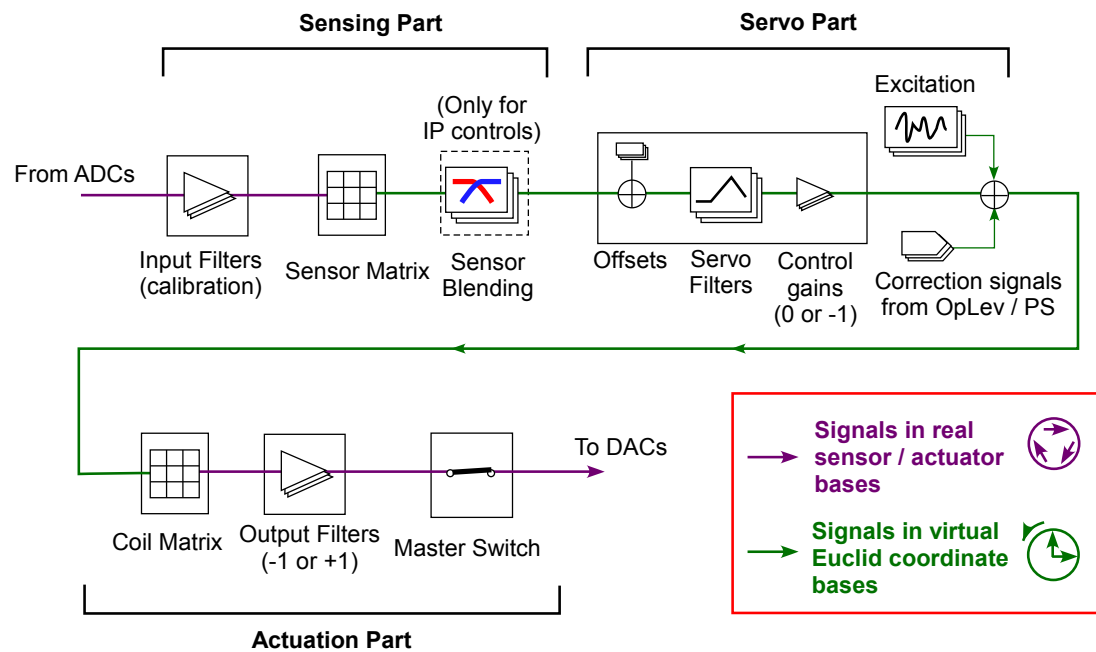 Sensing Part
Servo Part
(Only for
IP controls)
Excitation
From ADCs
Input Filters
(calibration)
Sensor Matrix
Sensor
Blending
Offsets
Servo
Filters
Control
gains
(0 or -1)
Correction signals
from OpLev / PS
To DACs
Coil Matrix
Output Filters
(-1 or +1)
Master Switch
Actuation Part
Signals in real
sensor / actuator
bases
Signals in virtual
Euclid coordinate
bases